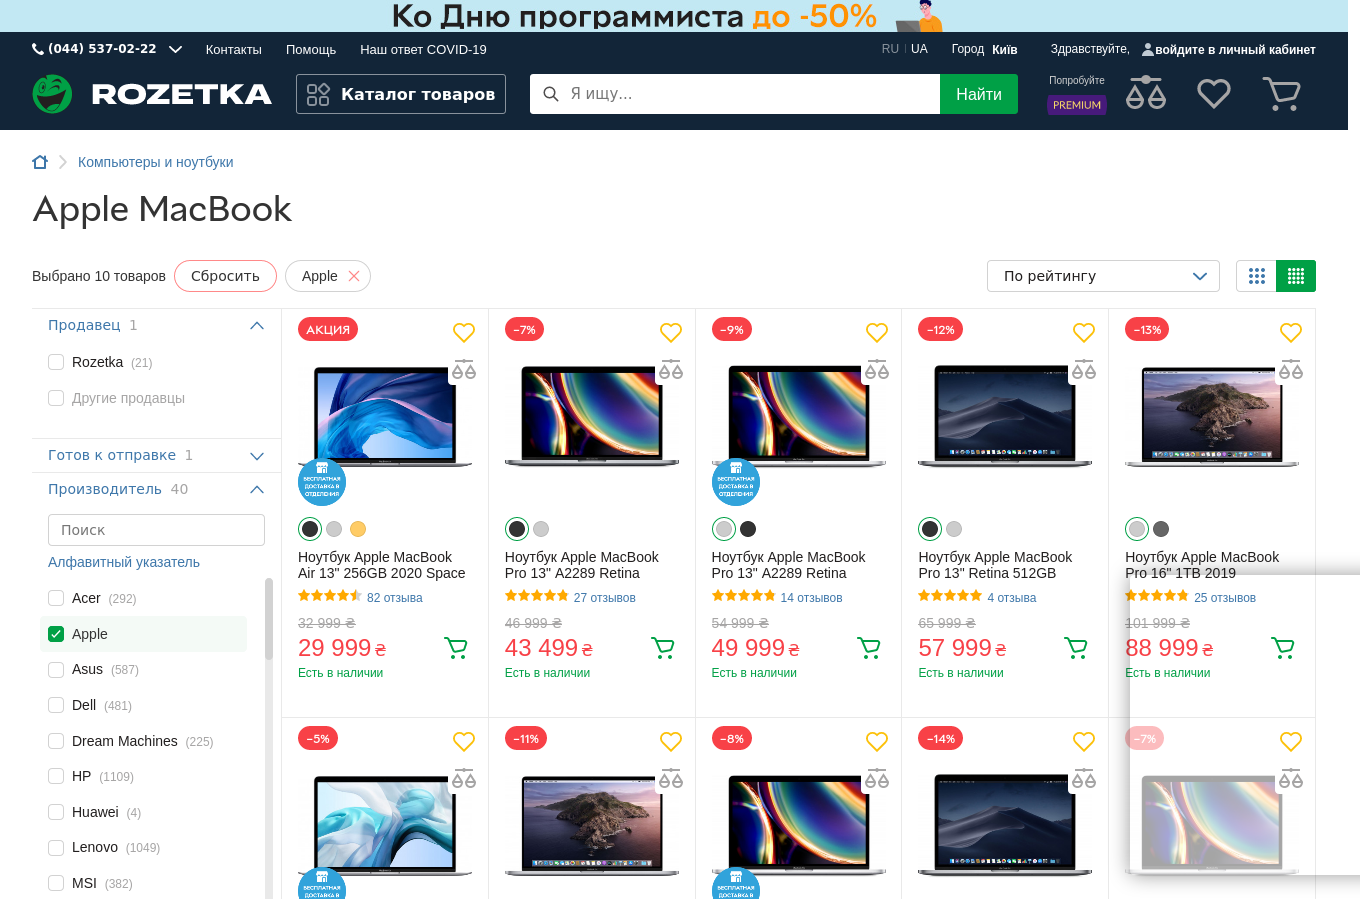 Ко Дню программиста до -50%
(044) 537-02-22 Контакты Помощь Наш ответ COVID-19 RU UA Город Київ Здравствуйте, войдите в личный кабинет
ROZETKA Каталог товаров Я ищу... Найти Попробуйте PREMIUM
Компьютеры и ноутбуки
Apple MacBook
Выбрано 10 товаров Сбросить Apple По рейтингу
Продавец 1
Rozetka (21)
Другие продавцы
Готов к отправке 1
Производитель 40
Поиск
Алфавитный указатель
Acer (292)
Apple
Asus (587)
Dell (481)
Dream Machines (225)
HP (1109)
Huawei (4)
Lenovo (1049)
MSI (382)
АКЦИЯ
БЕСПЛАТНАЯ
ДОСТАВКА В
ОТДЕЛЕНИЯ
Ноутбук Apple MacBook
Air 13" 256GB 2020 Space
82 отзыва
32 999 ₴
29 999 ₴
Есть в наличии
-7%
Ноутбук Apple MacBook
Pro 13" A2289 Retina
27 отзывов
46 999 ₴
43 499 ₴
Есть в наличии
-9%
БЕСПЛАТНАЯ
ДОСТАВКА В
ОТДЕЛЕНИЯ
Ноутбук Apple MacBook
Pro 13" A2289 Retina
14 отзывов
54 999 ₴
49 999 ₴
Есть в наличии
-12%
Ноутбук Apple MacBook
Pro 13" Retina 512GB
4 отзыва
65 999 ₴
57 999 ₴
Есть в наличии
-13%
Ноутбук Apple MacBook
Pro 16" 1TB 2019
25 отзывов
101 999 ₴
88 999 ₴
Есть в наличии
-5%
БЕСПЛАТНАЯ
ДОСТАВКА В
-11%
-8%
БЕСПЛАТНАЯ
ДОСТАВКА В
-14%
-7%